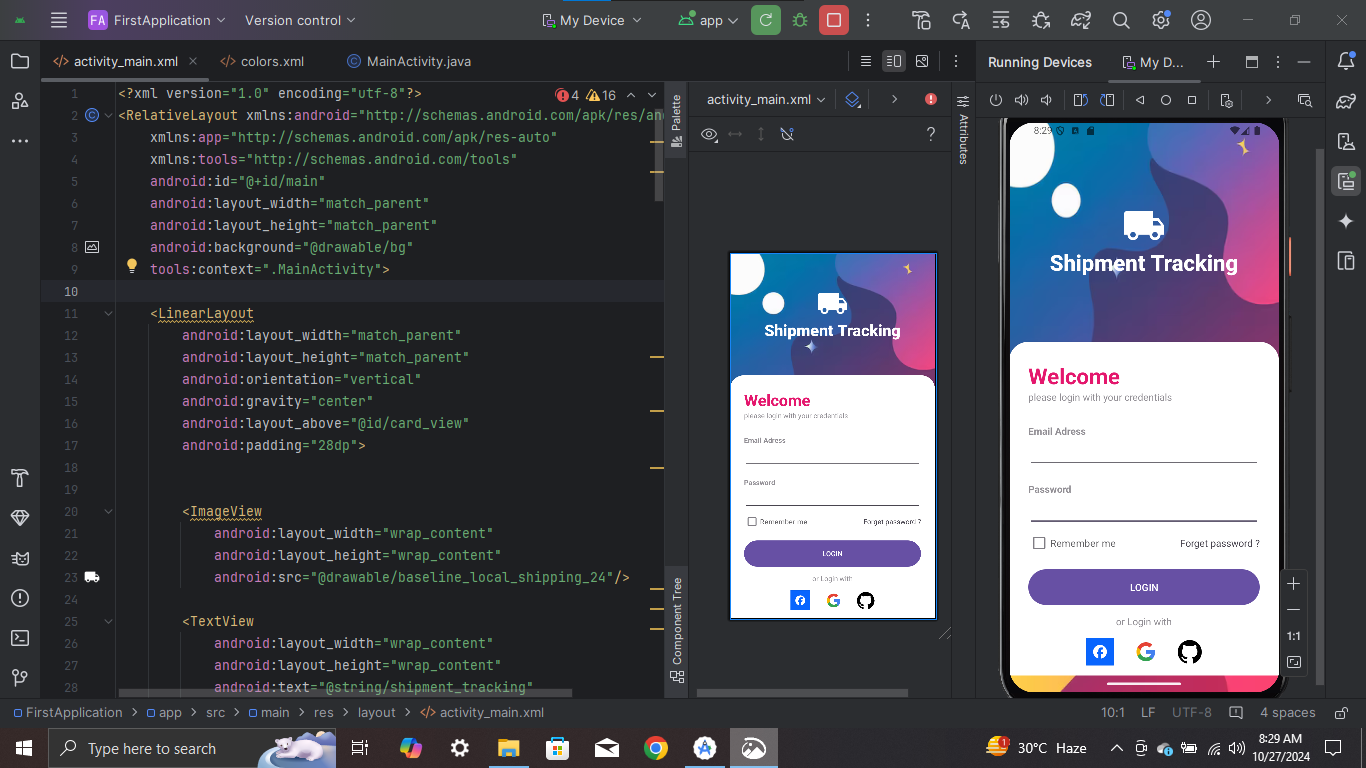 FA FirstApplication Version control My Device app
activity_main.xml colors.xml MainActivity.java Running Devices My D...
1 <?xml version="1.0" encoding="utf-8"?> 4 16
2 <RelativeLayout xmlns:android="http://schemas.android.com/apk/res/an
3 xmlns:app="http://schemas.android.com/apk/res-auto"
4 xmlns:tools="http://schemas.android.com/tools"
5 android:id="@+id/main"
6 android:layout_width="match_parent"
7 android:layout_height="match_parent"
8 android:background="@drawable/bg"
9 tools:context=".MainActivity">
10
11 <LinearLayout
12 android:layout_width="match_parent"
13 android:layout_height="match_parent"
14 android:orientation="vertical"
15 android:gravity="center"
16 android:layout_above="@id/card_view"
17 android:padding="28dp">
18
19
20 <ImageView
21 android:layout_width="wrap_content"
22 android:layout_height="wrap_content"
23 android:src="@drawable/baseline_local_shipping_24"/>
24
25 <TextView
26 android:layout_width="wrap_content"
27 android:layout_height="wrap_content"
28 android:text="@string/shipment_tracking"
Palette
Component Tree
activity_main.xml
?
Attributes
Shipment Tracking
Welcome
please login with your credentials
Email Adress
Password
Remember me Forget password ?
LOGIN
or Login with
8:29
Shipment Tracking
Welcome
please login with your credentials
Email Adress
Password
Remember me Forget password ?
LOGIN
or Login with
1:1
FirstApplication > app > src > main > res > layout > activity_main.xml 10:1 LF UTF-8 4 spaces
Type here to search 1 30°C Haze 8:29 AM
10/27/2024